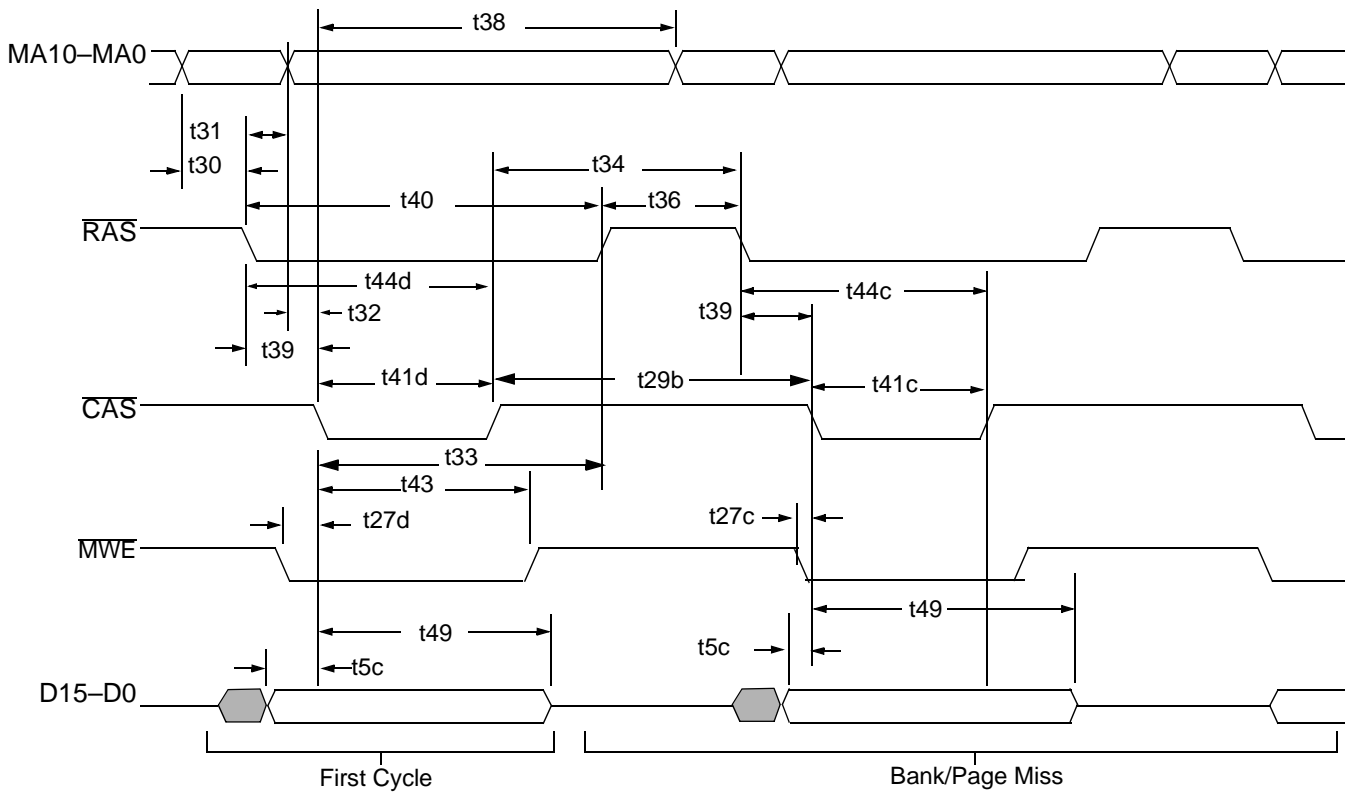 t38
MA10–MA0
t31
t30
t34
t40
t36
RAS
t44d
t44c
t32
t39
t39
t41d
t29b
t41c
CAS
t33
t43
t27d
t27c
MWE
t49
t49
t5c
t5c
D15–D0
First Cycle
Bank/Page Miss